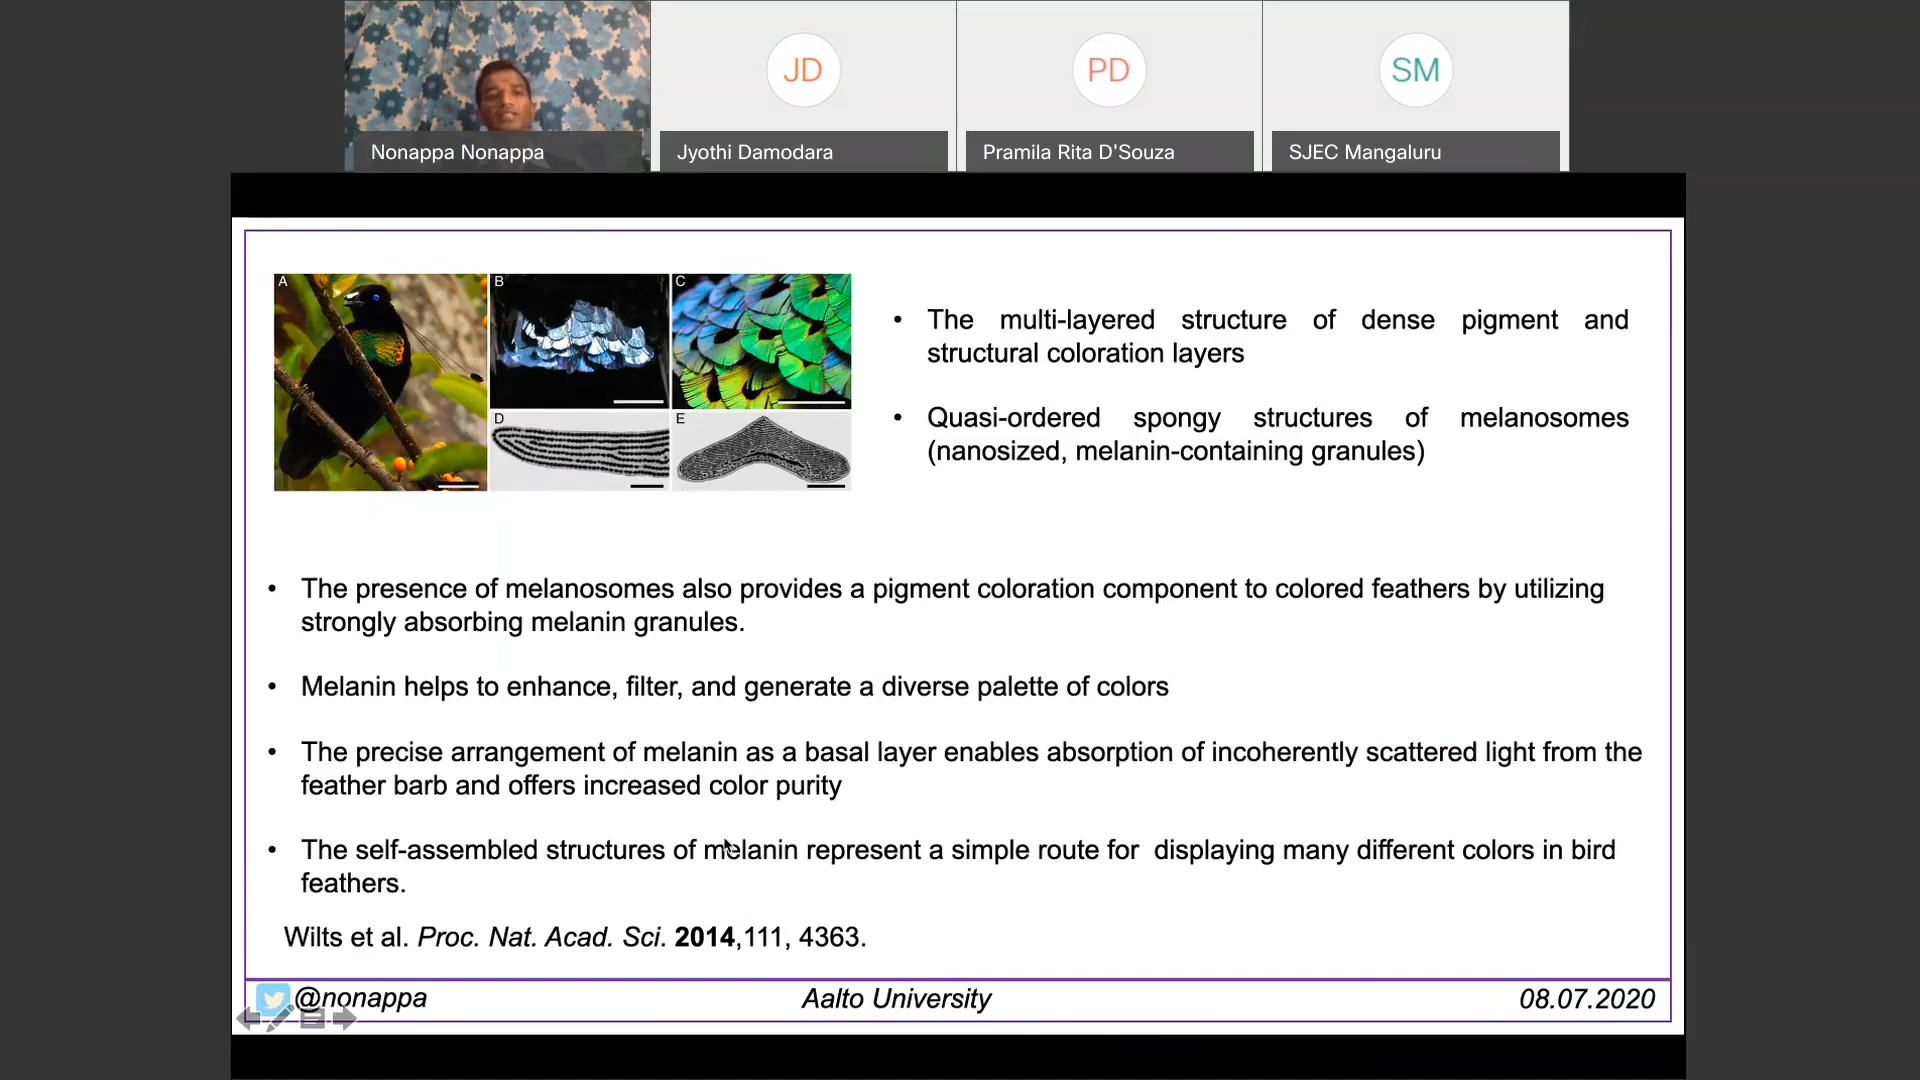 JD
PD
SM
Nonappa Nonappa
Jyothi Damodara
Pramila Rita D'Souza
SJEC Mangaluru
A
B
C
D
E
• The multi-layered structure of dense pigment and
structural coloration layers
• Quasi-ordered spongy structures of melanosomes
(nanosized, melanin-containing granules)
• The presence of melanosomes also provides a pigment coloration component to colored feathers by utilizing
strongly absorbing melanin granules.
• Melanin helps to enhance, filter, and generate a diverse palette of colors
• The precise arrangement of melanin as a basal layer enables absorption of incoherently scattered light from the
feather barb and offers increased color purity
• The self-assembled structures of melanin represent a simple route for displaying many different colors in bird
feathers.
Wilts et al. Proc. Nat. Acad. Sci. 2014,111, 4363.
@nonappa
Aalto University
08.07.2020